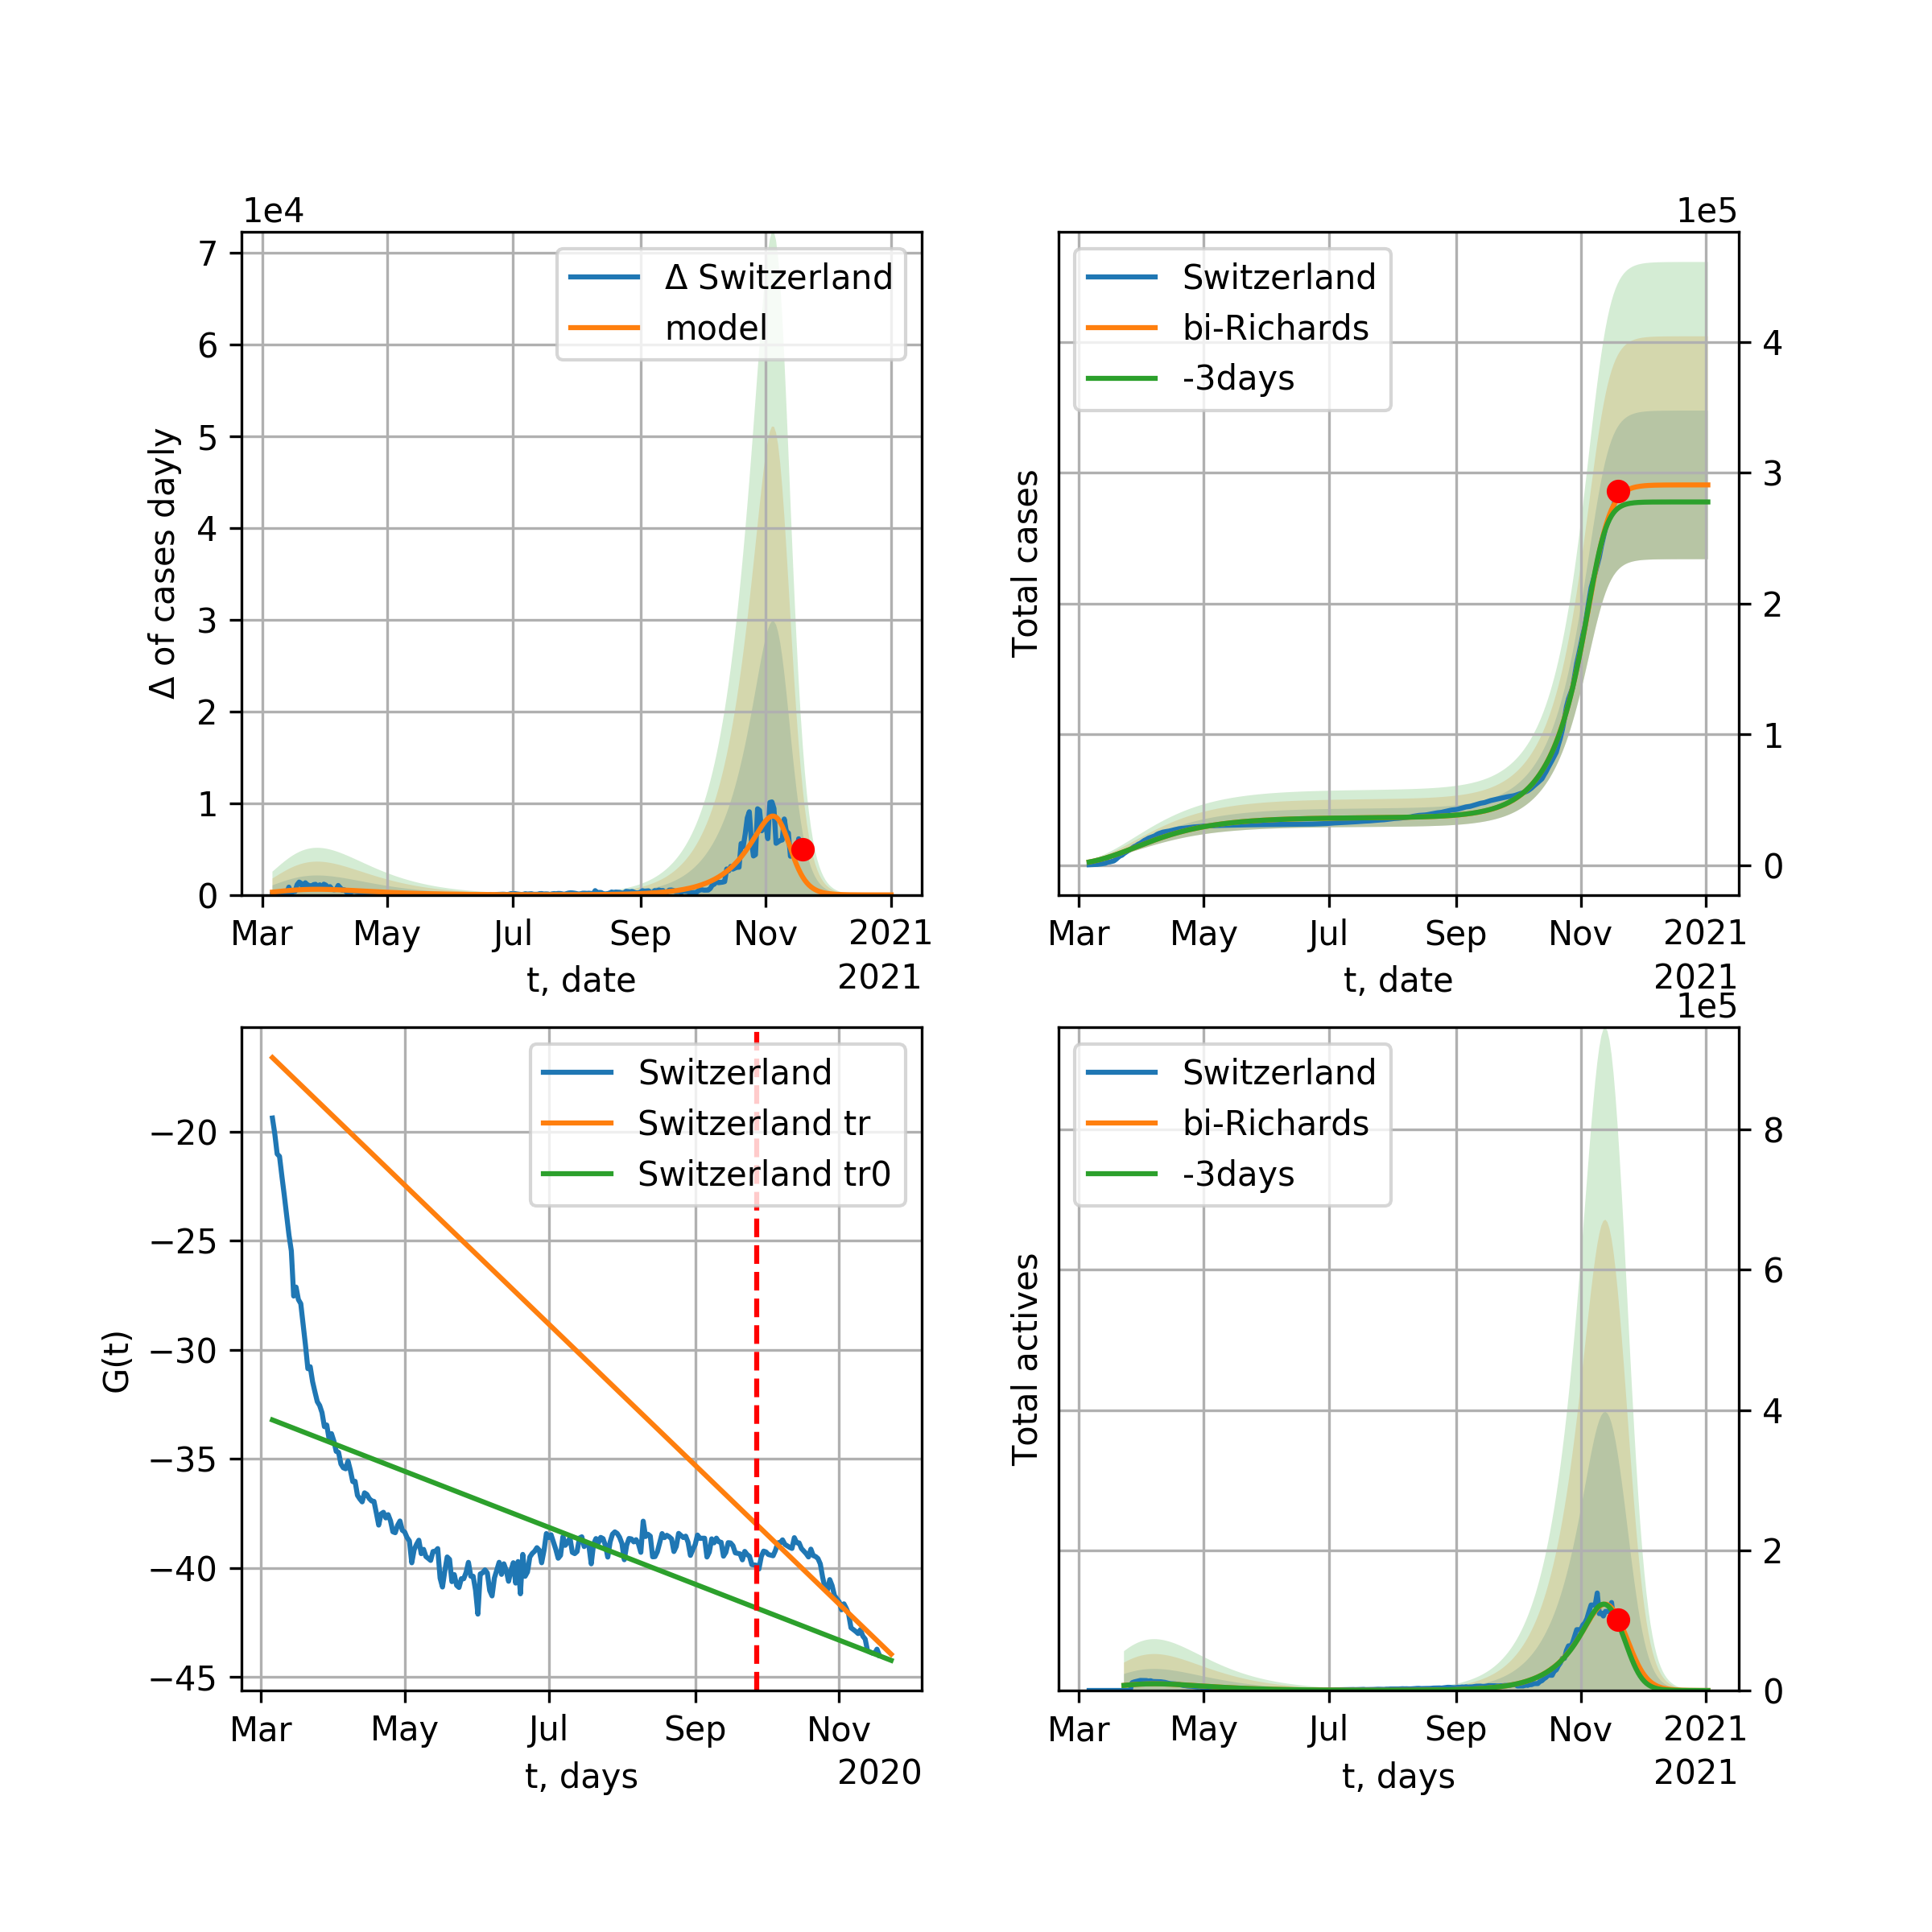 1e4
Δ of cases dayly
7
6
5
4
3
2
1
0
Δ Switzerland
model
Mar May Jul Sep Nov 2021
t, date
2021
1e5
Total cases
Switzerland
bi-Richards
-3days
4
3
2
1
0
Mar May Jul Sep Nov 2021
t, date
2021
G(t)
−20
−25
−30
−35
−40
−45
Switzerland
Switzerland tr
Switzerland tr0
Mar May Jul Sep Nov
t, days
2020
1e5
Total actives
Switzerland
bi-Richards
-3days
8
6
4
2
0
Mar May Jul Sep Nov 2021
t, days
2021